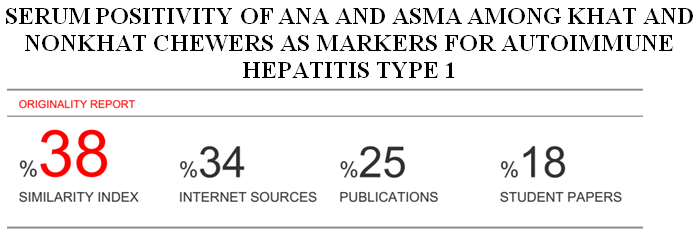 SERUM POSITIVITY OF ANA AND ASMA AMONG KHAT AND
NONKHAT CHEWERS AS MARKERS FOR AUTOIMMUNE
HEPATITIS TYPE 1
ORIGINALITY REPORT
%38 %34 %25 %18
SIMILARITY INDEX INTERNET SOURCES PUBLICATIONS STUDENT PAPERS